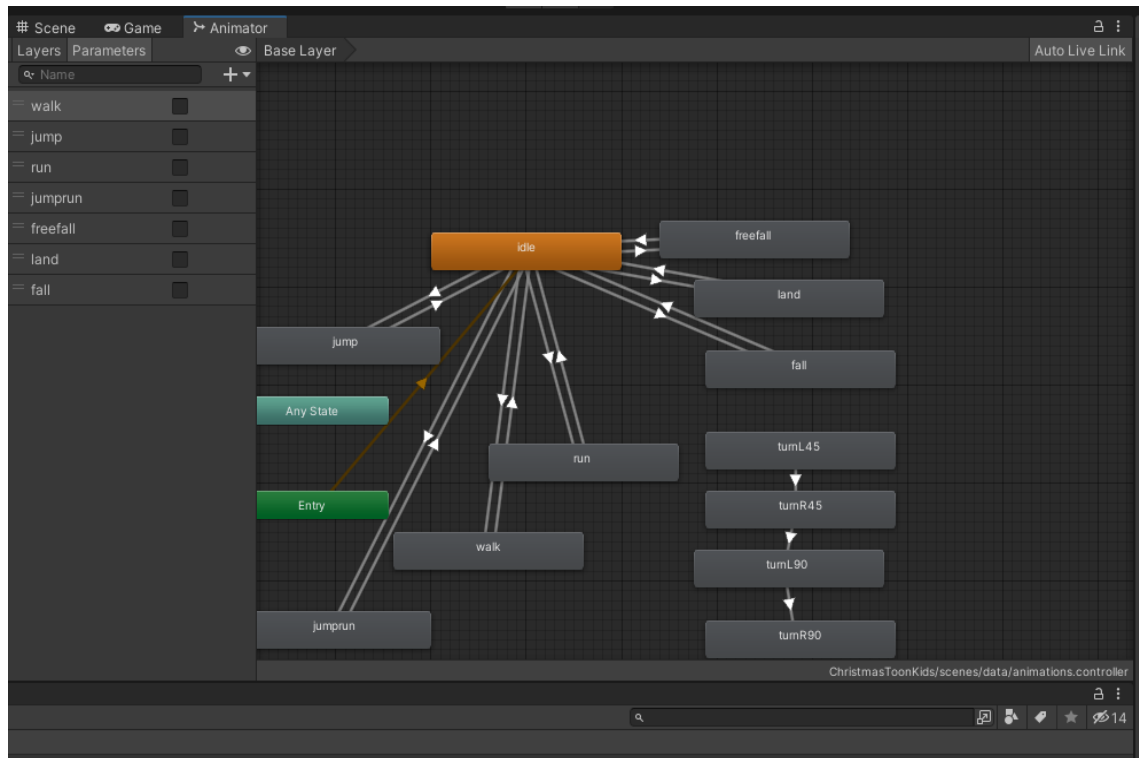 Scene Game Animator
Layers Parameters Base Layer Auto Live Link
Name
walk
jump
run
jumprun
freefall
land
fall
idle
freefall
land
jump
fall
Any State
turnL45
run
Entry
turnR45
walk
turnL90
jumprun
turnR90
ChristmasToonKids/scenes/data/animations.controller
14